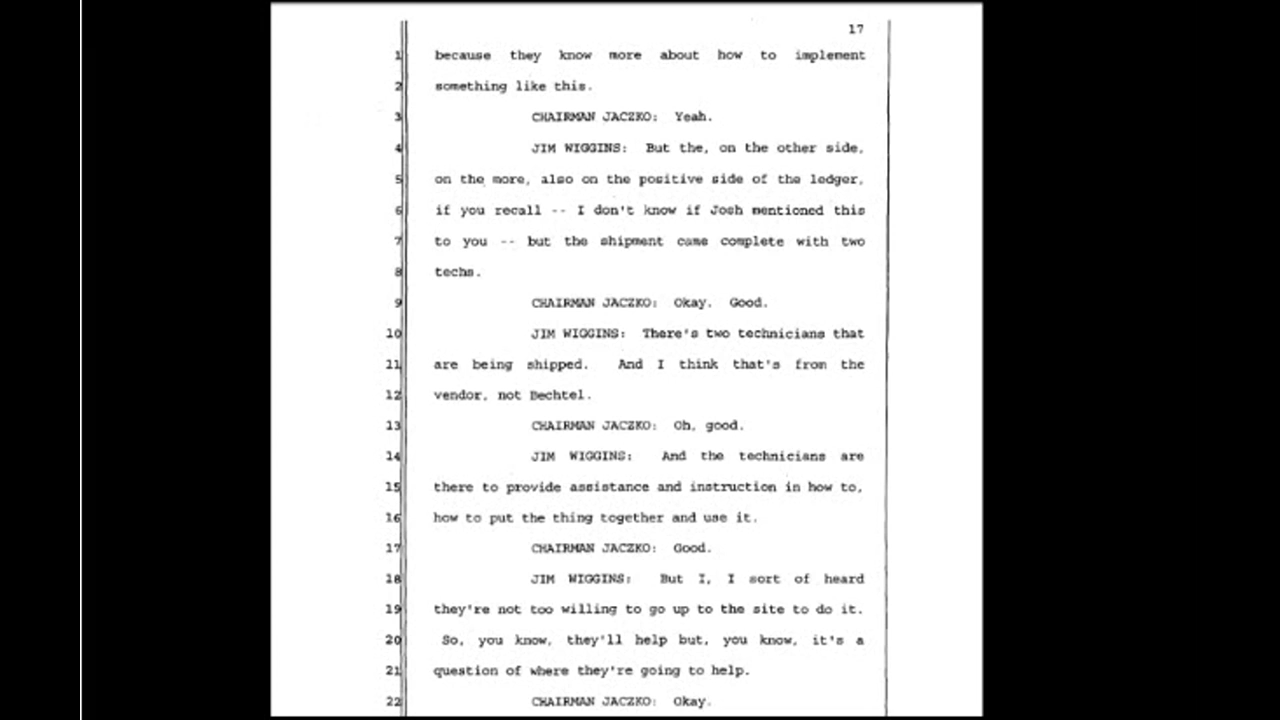 17
1 because they know more about how to implement
2 something like this.
3 CHAIRMAN JACZKO: Yeah.
4 JIM WIGGINS: But the, on the other side,
5 on the more, also on the positive side of the ledger,
6 if you recall -- I don't know if Josh mentioned this
7 to you -- but the shipment came complete with two
8 techs.
9 CHAIRMAN JACZKO: Okay. Good.
10 JIM WIGGINS: There's two technicians that
11 are being shipped. And I think that's from the
12 vendor, not Bechtel.
13 CHAIRMAN JACZKO: Oh, good.
14 JIM WIGGINS: And the technicians are
15 there to provide assistance and instruction in how to,
16 how to put the thing together and use it.
17 CHAIRMAN JACZKO: Good.
18 JIM WIGGINS: But I, I sort of heard
19 they're not too willing to go up to the site to do it.
20 So, you know, they'll help but, you know, it's a
21 question of where they're going to help.
22 CHAIRMAN JACZKO: Okay.